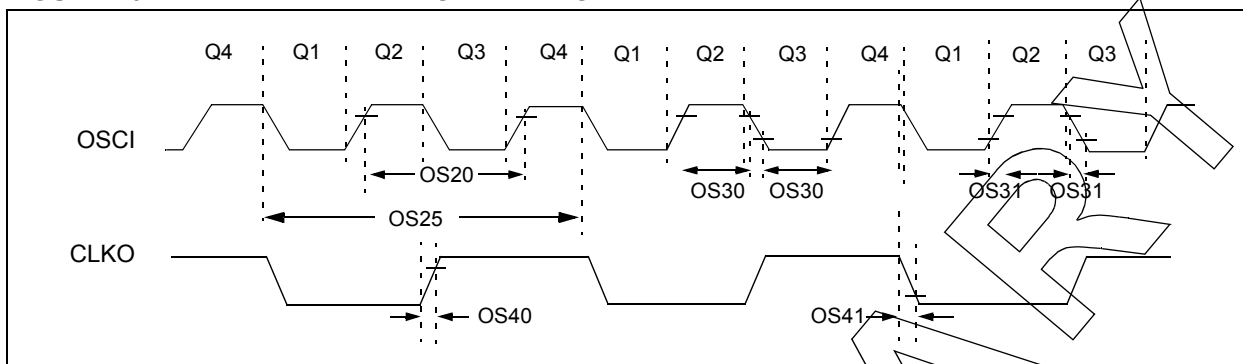 Q4 Q1 Q2 Q3 Q4 Q1 Q2 Q3 Q4 Q1 Q2 Q3
OSCI
OS20 OS30 OS30 OS31 OS31
OS25
CLKO
OS40 OS41